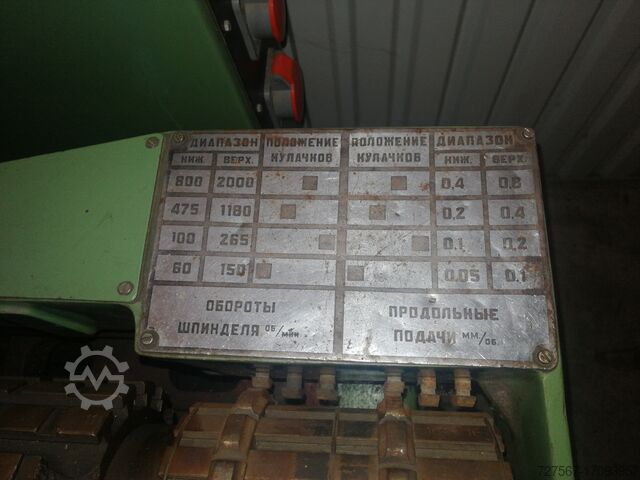 ДИАПАЗОН ПОЛОЖЕНИЕ ПОЛОЖЕНИЕ ДИАПАЗОН
НИЖ. ВЕРХ. КУЛАЧКОВ КУЛАЧКОВ НИЖ. ВЕРХ.
800 2000 0,4 0,8
475 1180 0,2 0,4
100 265 0,1 0,2
60 150 0,05 0,1
ОБОРОТЫ ПРОДОЛЬНЫЕ
ШПИНДЕЛЯ ОБ/МИН ПОДАЧИ ММ/ОБ.